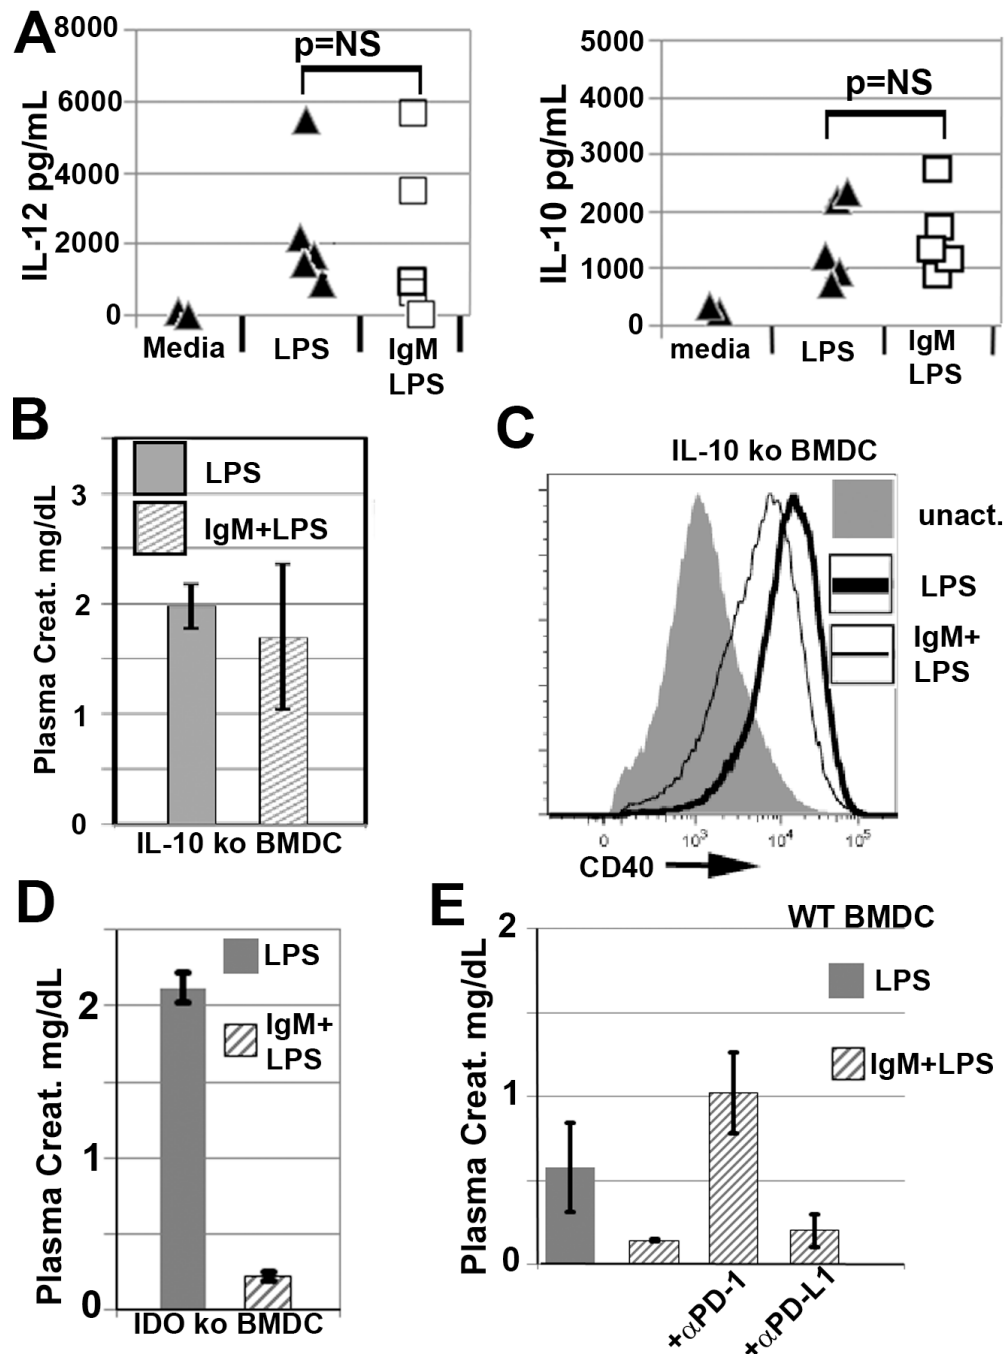 A
IL-12 pg/mL
8000
6000
4000
2000
0
p=NS
Media
LPS
IgM
LPS
IL-10 pg/mL
5000
4000
3000
2000
1000
0
p=NS
media
LPS
IgM
LPS
B
Plasma Creat. mg/dL
3
2
1
0
LPS
IgM+LPS
IL-10 ko BMDC
C
IL-10 ko BMDC
unact.
LPS
IgM+
LPS
0
10³
10⁴
10⁵
CD40
D
Plasma Creat. mg/dL
2
1
0
LPS
IgM+
LPS
IDO ko BMDC
E
Plasma Creat. mg/dL
WT BMDC
2
1
0
LPS
IgM+LPS
+αPD-1
+αPD-L1